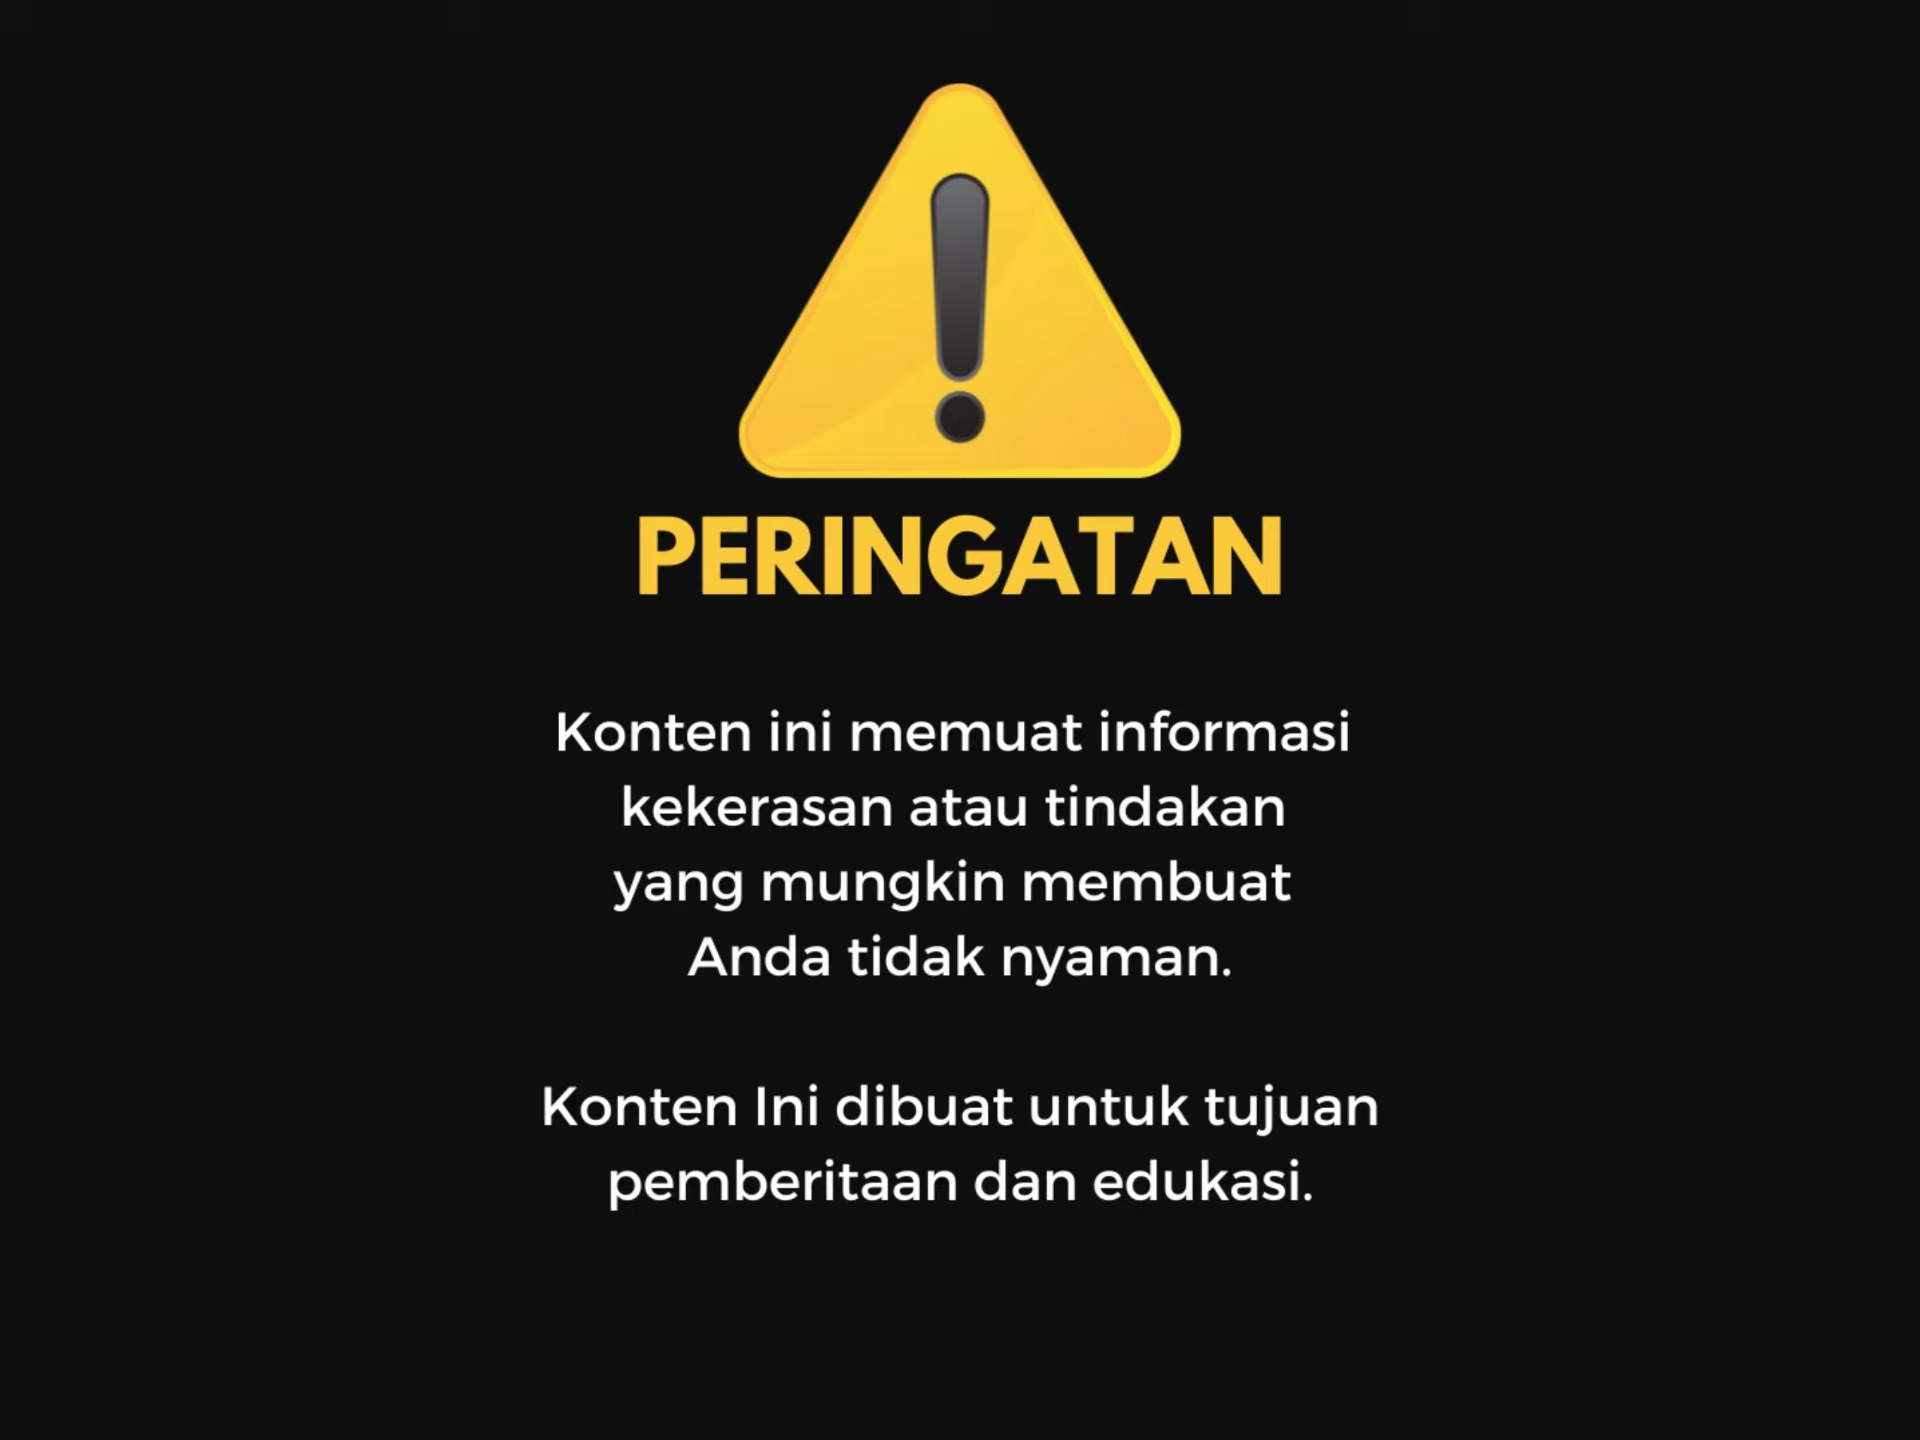 PERINGATAN
Konten ini memuat informasi
kekerasan atau tindakan
yang mungkin membuat
Anda tidak nyaman.
Konten Ini dibuat untuk tujuan
pemberitaan dan edukasi.